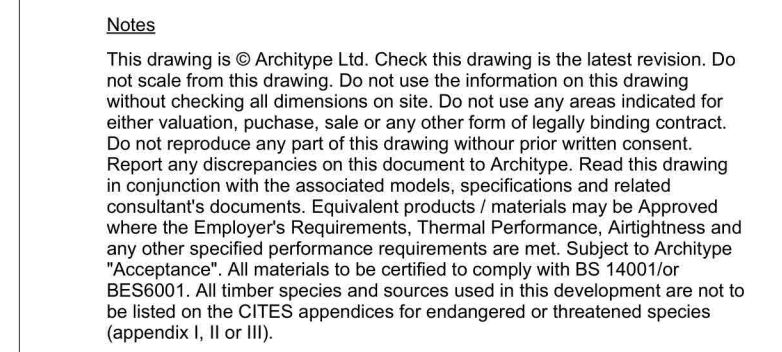 Notes
This drawing is © Architype Ltd. Check this drawing is the latest revision. Do
not scale from this drawing. Do not use the information on this drawing
without checking all dimensions on site. Do not use any areas indicated for
either valuation, puchase, sale or any other form of legally binding contract.
Do not reproduce any part of this drawing withour prior written consent.
Report any discrepancies on this document to Architype. Read this drawing
in conjunction with the associated models, specifications and related
consultant's documents. Equivalent products / materials may be Approved
where the Employer's Requirements, Thermal Performance, Airtightness and
any other specified performance requirements are met. Subject to Architype
"Acceptance". All materials to be certified to comply with BS 14001/or
BES6001. All timber species and sources used in this development are not to
be listed on the CITES appendices for endangered or threatened species
(appendix I, II or III).